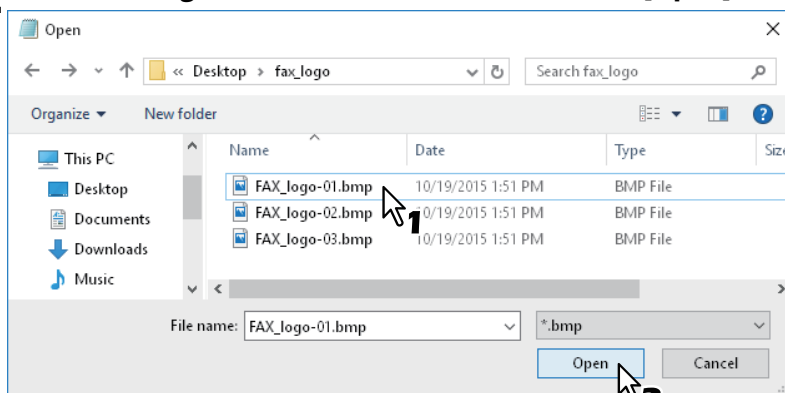 Open
« Desktop › fax_logo
Search fax_logo
Organize
New folder
?
This PC
Desktop
Documents
Downloads
Music
Name Date Type Size
FAX_logo-01.bmp 10/19/2015 1:51 PM BMP File
FAX_logo-02.bmp 10/19/2015 1:51 PM BMP File
FAX_logo-03.bmp 10/19/2015 1:51 PM BMP File
1
File name: FAX_logo-01.bmp
*.bmp
Open
Cancel